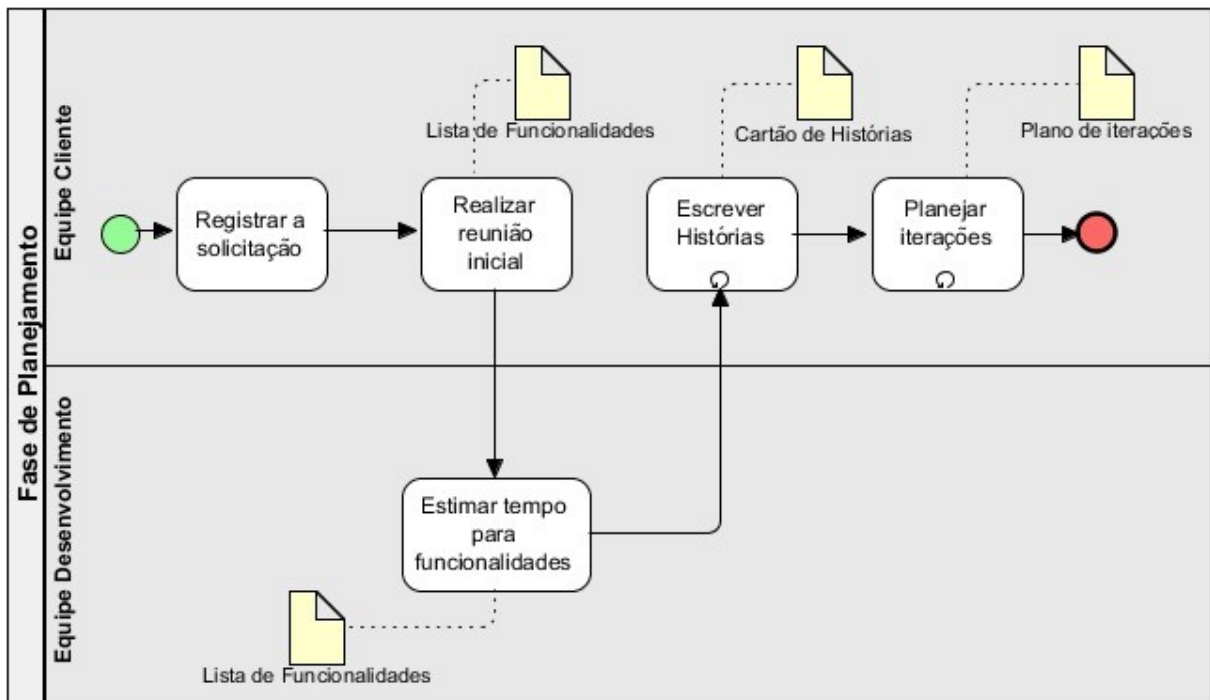 Fase de Planejamento
Equipe Cliente
Lista de Funcionalidades
Cartão de Histórias
Plano de iterações
Registrar a
solicitação
Realizar
reunião
inicial
Escrever
Histórias
Planejar
iterações
Equipe Desenvolvimento
Estimar tempo
para
funcionalidades
Lista de Funcionalidades